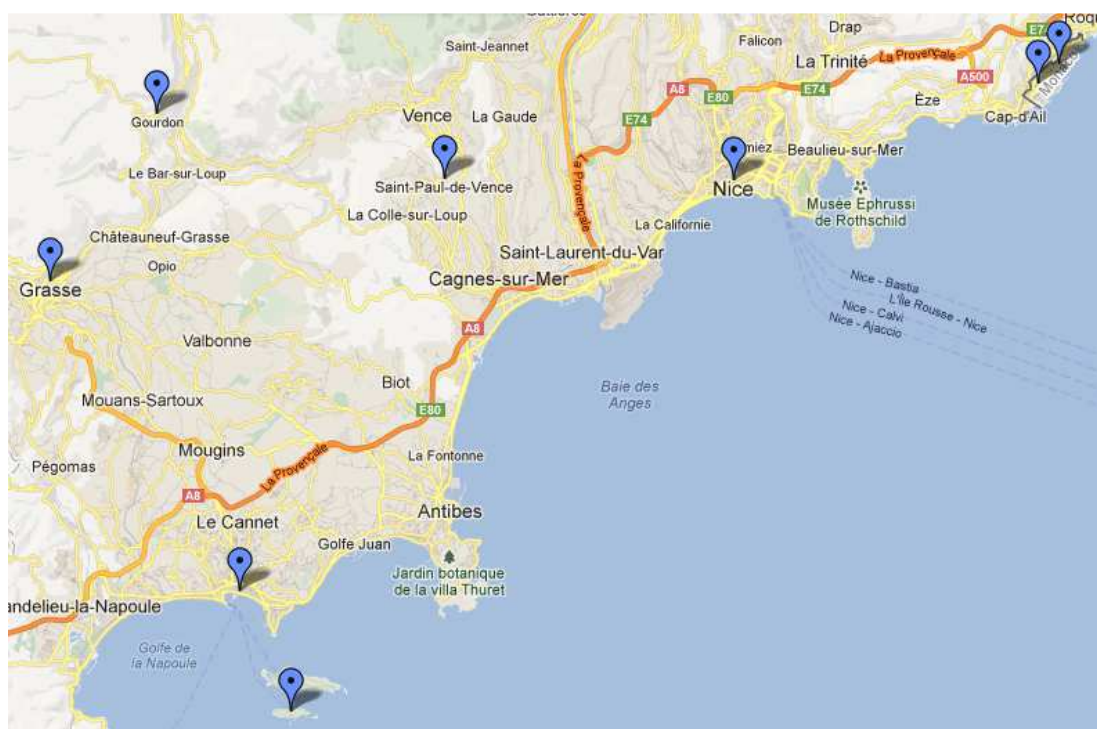 Saint-Jeannet
Falicon
Drap
La Trinité
La Provençale
E74
A8
E80
A500
Monaco
Èze
Cap-d'Ail
Gourdon
Vence
La Gaude
E74
La Provençale
Nice
Beaulieu-sur-Mer
Musée Ephrussi
de Rothschild
Le Bar-sur-Loup
Saint-Paul-de-Vence
La Colle-sur-Loup
La Californie
Châteauneuf-Grasse
Opio
Saint-Laurent-du-Var
Cagnes-sur-Mer
Grasse
Nice - Bastia
L'Île Rousse - Nice
Nice - Calvi
Nice - Ajaccio
A8
Valbonne
Biot
Baie des
Anges
E80
Mouans-Sartoux
Mougins
La Provençale
La Fontonne
Pégomas
A8
Antibes
Le Cannet
Golfe Juan
Jardin botanique
de la villa Thuret
andelieu-la-Napoule
Golfe de
la Napoule